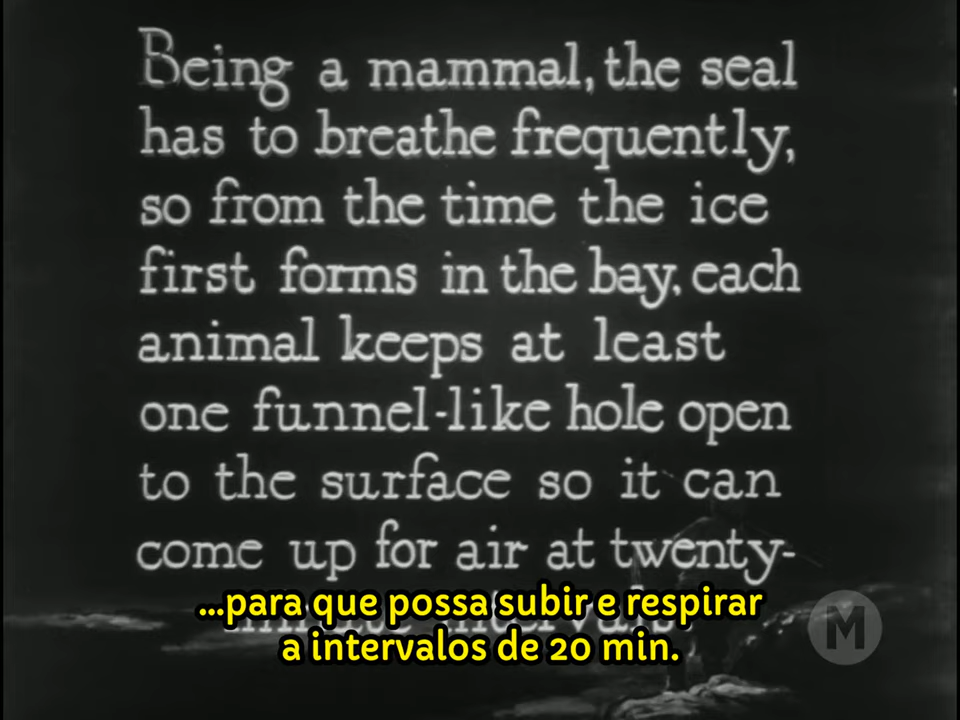 Being a mammal, the seal
has to breathe frequently,
so from the time the ice
first forms in the bay, each
animal keeps at least
one funnel-like hole open
to the surface so it can
come up for air at twenty-
...para que possa subir e respirar
a intervalos de 20 min.
M